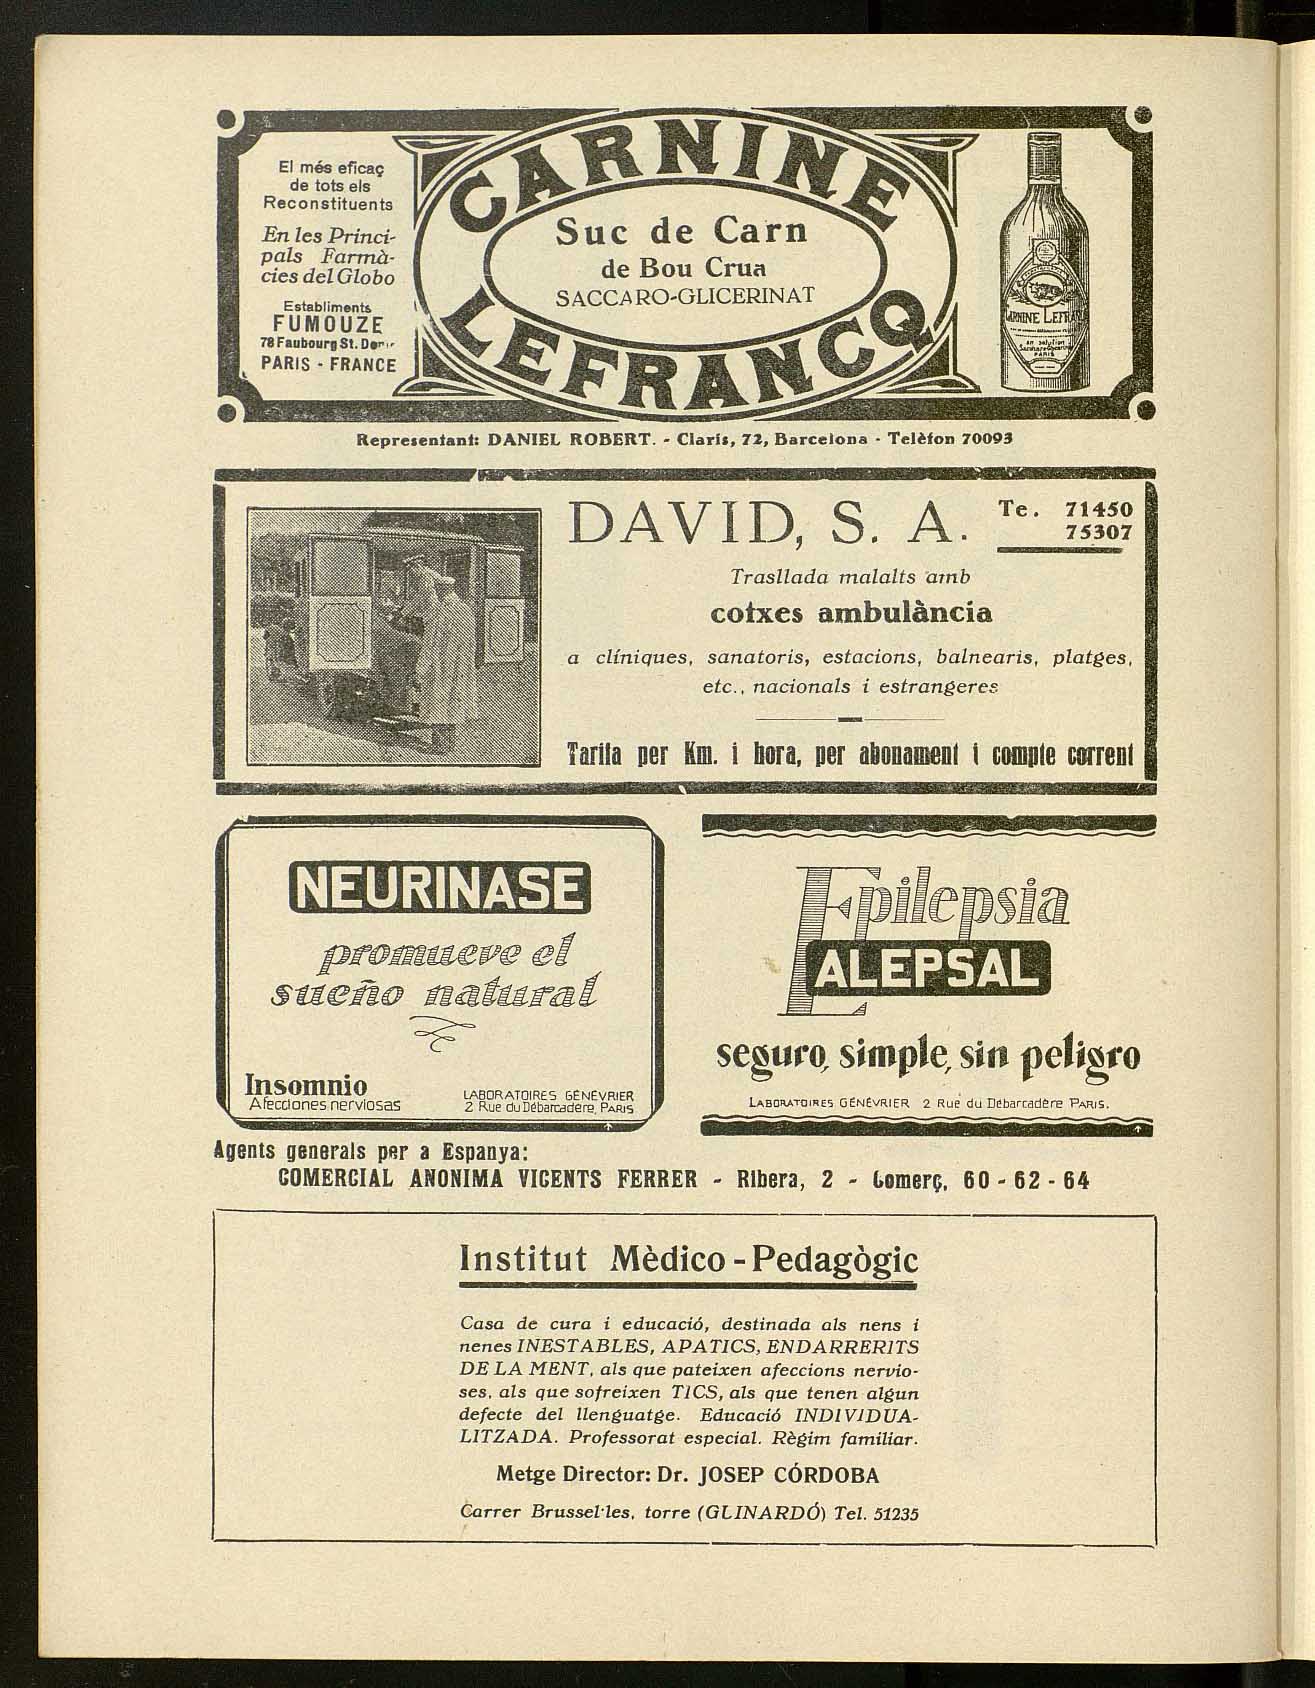 El més eficaç
de tots els
Reconstituents
En les Princi-
pals Farmà-
cies del Globo
Establiments
FUMOUZE
78 Faubourg St. Denis
PARIS - FRANCE
CARNINE
Suc de Carn
de Bou Crua
SACCARO-GLICERINAT
LEFRANCQ
CARNINE LEFRANCQ
PARIS
Representant: DANIEL ROBERT. - Claris, 72, Barcelona - Telèfon 70093
DAVID, S. A.
Te. 71450
75307
Trasllada malalts amb
cotxes ambulància
a clíniques, sanatoris, estacions, balnearis, platges,
etc., nacionals i estrangeres
Tarifa per Km. i hora, per abonament i compte corrent
NEURINASE
promueve el
sueño natural
Insomnio
Afecciones nerviosas
LABORATOIRES GÉNÉVRIER
2 Rue du Débarcadère, PARIS
Epilepsia
ALEPSAL
seguro, simple, sin peligro
LABORATOIRES GÉNÉVRIER 2 Rue du Débarcadère PARIS.
Agents generals per a Espanya:
COMERCIAL ANONIMA VICENTS FERRER - Ribera, 2 - Comerç, 60 - 62 - 64
Institut Mèdico - Pedagògic
Casa de cura i educació, destinada als nens i
nenes INESTABLES, APATICS, ENDARRERITS
DE LA MENT, als que pateixen afeccions nervio-
ses, als que sofreixen TICS, als que tenen algun
defecte del llenguatge. Educació INDIVIDUA-
LITZADA. Professorat especial. Règim familiar.
Metge Director: Dr. JOSEP CÓRDOBA
Carrer Brussel·les, torre (GUINARDÓ) Tel. 51235